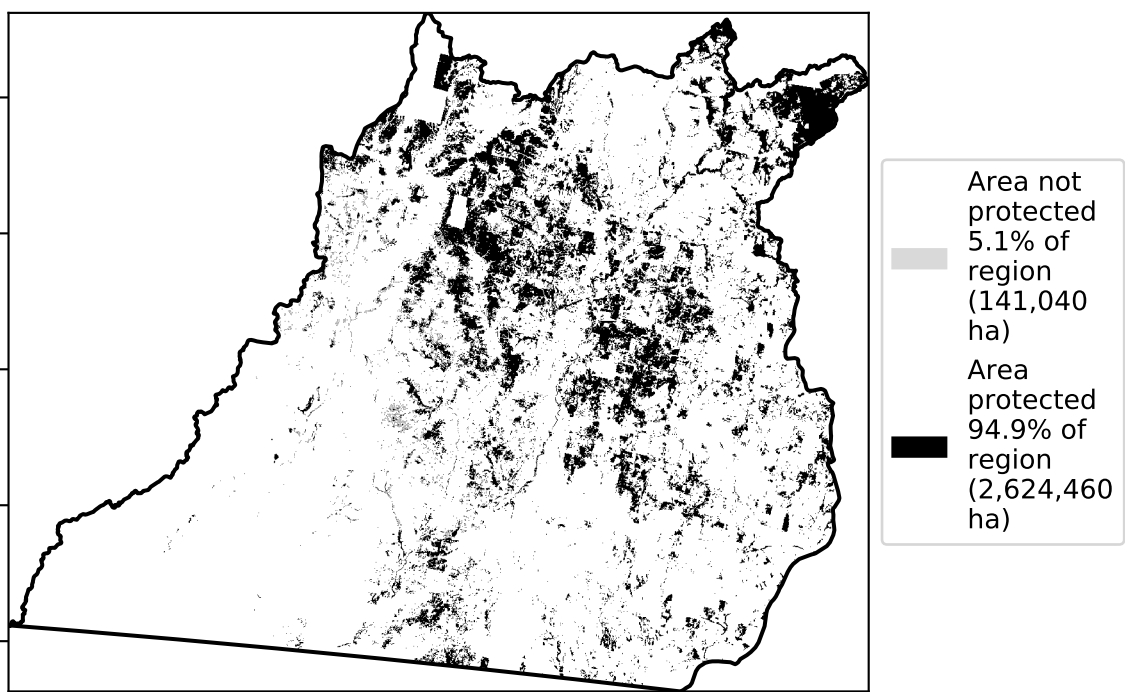 Area not
protected
5.1% of
region
(141,040
ha)
Area
protected
94.9% of
region
(2,624,460
ha)